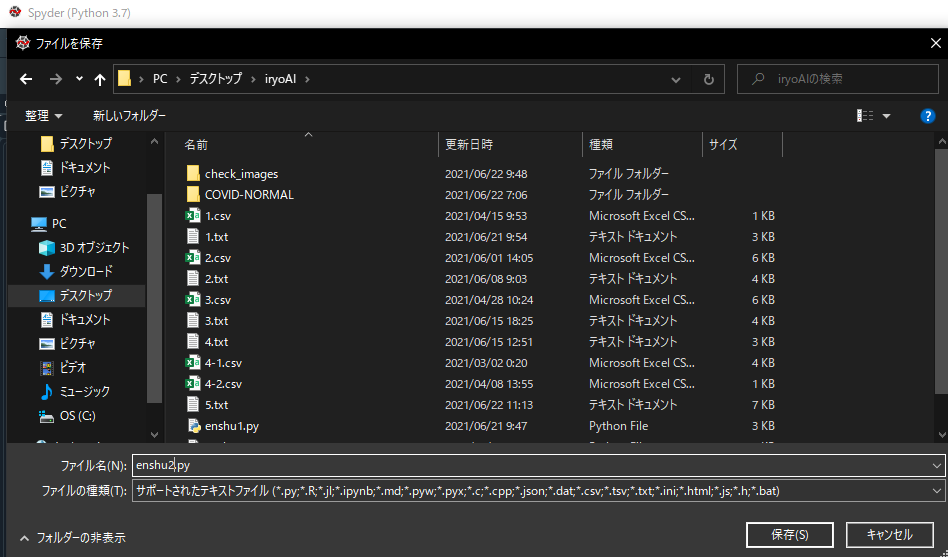 Spyder (Python 3.7)
ファイルを保存
PC デスクトップ iryoAI
iryoAIの検索
整理 新しいフォルダー
デスクトップ
ドキュメント
ピクチャ
PC
3D オブジェクト
ダウンロード
デスクトップ
ドキュメント
ピクチャ
ビデオ
ミュージック
OS (C:)
名前 更新日時 種類 サイズ
check_images 2021/06/22 9:48 ファイル フォルダー
COVID-NORMAL 2021/06/22 7:06 ファイル フォルダー
1.csv 2021/04/15 9:53 Microsoft Excel CS... 1 KB
1.txt 2021/06/21 9:54 テキスト ドキュメント 3 KB
2.csv 2021/06/01 14:05 Microsoft Excel CS... 6 KB
2.txt 2021/06/08 9:03 テキスト ドキュメント 4 KB
3.csv 2021/04/28 10:24 Microsoft Excel CS... 6 KB
3.txt 2021/06/15 18:25 テキスト ドキュメント 4 KB
4.txt 2021/06/15 12:51 テキスト ドキュメント 3 KB
4-1.csv 2021/03/02 0:20 Microsoft Excel CS... 4 KB
4-2.csv 2021/04/08 13:55 Microsoft Excel CS... 1 KB
5.txt 2021/06/22 11:13 テキスト ドキュメント 7 KB
enshu1.py 2021/06/21 9:47 Python File 3 KB
ファイル名(N): enshu2.py
ファイルの種類(T): サポートされたテキストファイル (*.py;*.R;*.jl;*.ipynb;*.md;*.pyw;*.pyx;*.c;*.cpp;*.json;*.dat;*.csv;*.tsv;*.txt;*.ini;*.html;*.js;*.h;*.bat)
フォルダーの非表示
保存(S) キャンセル